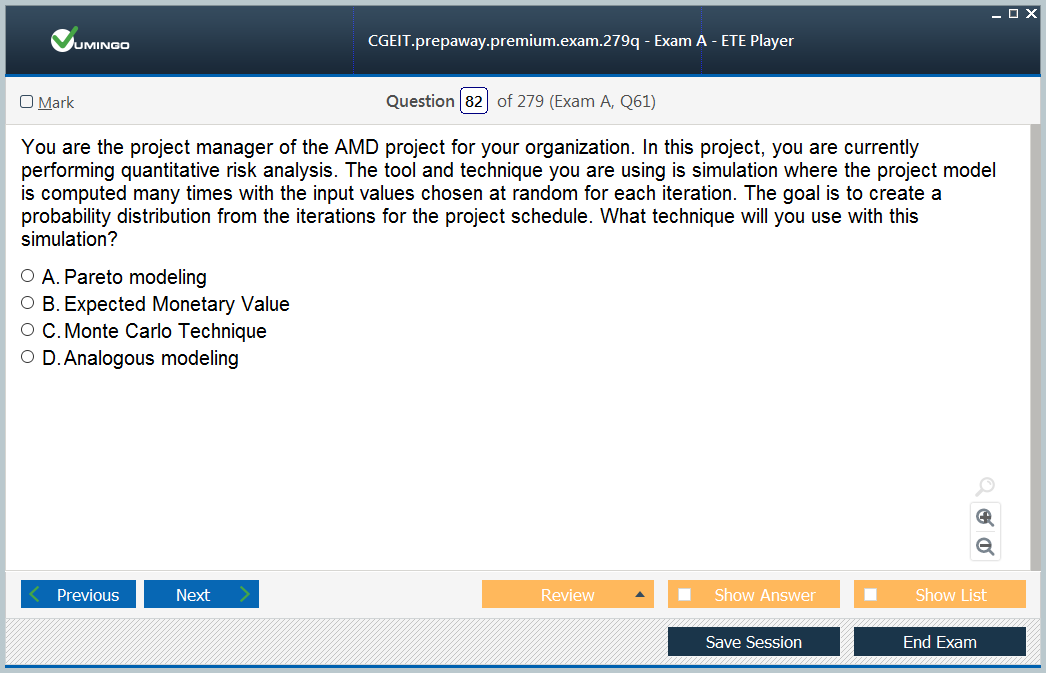 VUMINGO
CGEIT.prepaway.premium.exam.279q - Exam A - ETE Player
Mark
Question 82 of 279 (Exam A, Q61)
You are the project manager of the AMD project for your organization. In this project, you are currently
performing quantitative risk analysis. The tool and technique you are using is simulation where the project model
is computed many times with the input values chosen at random for each iteration. The goal is to create a
probability distribution from the iterations for the project schedule. What technique will you use with this
simulation?
A. Pareto modeling
B. Expected Monetary Value
C. Monte Carlo Technique
D. Analogous modeling
Previous
Next
Review
Show Answer
Show List
Save Session
End Exam